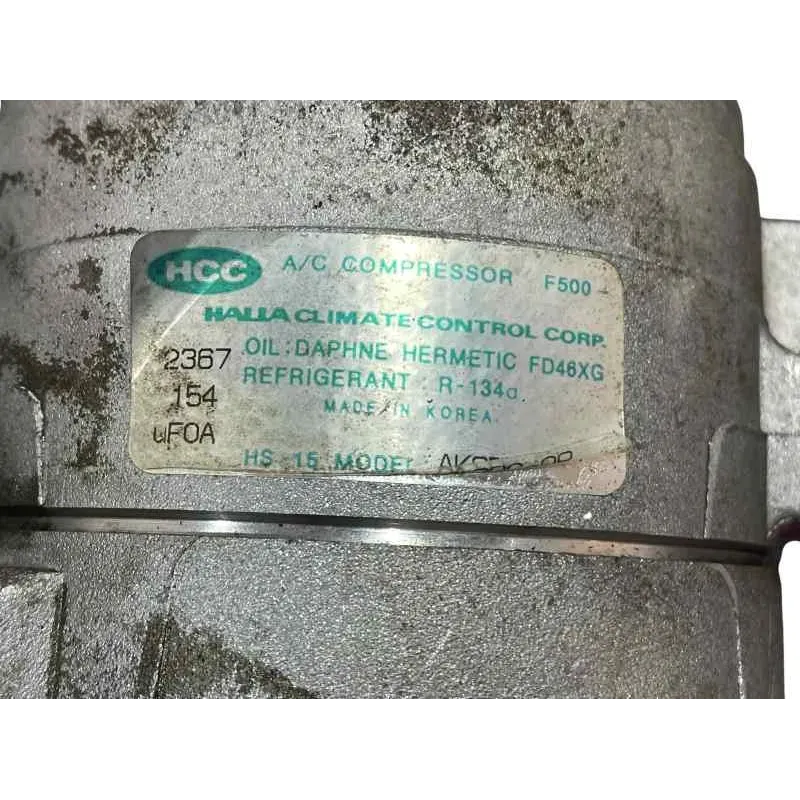 HCC A/C COMPRESSOR F500-
HALLA CLIMATE CONTROL CORP.
2367 OIL : DAPHNE HERMETIC FD46XG
154 REFRIGERANT : R-134a
MADE IN KOREA
uF0A
HS-15 MODEL